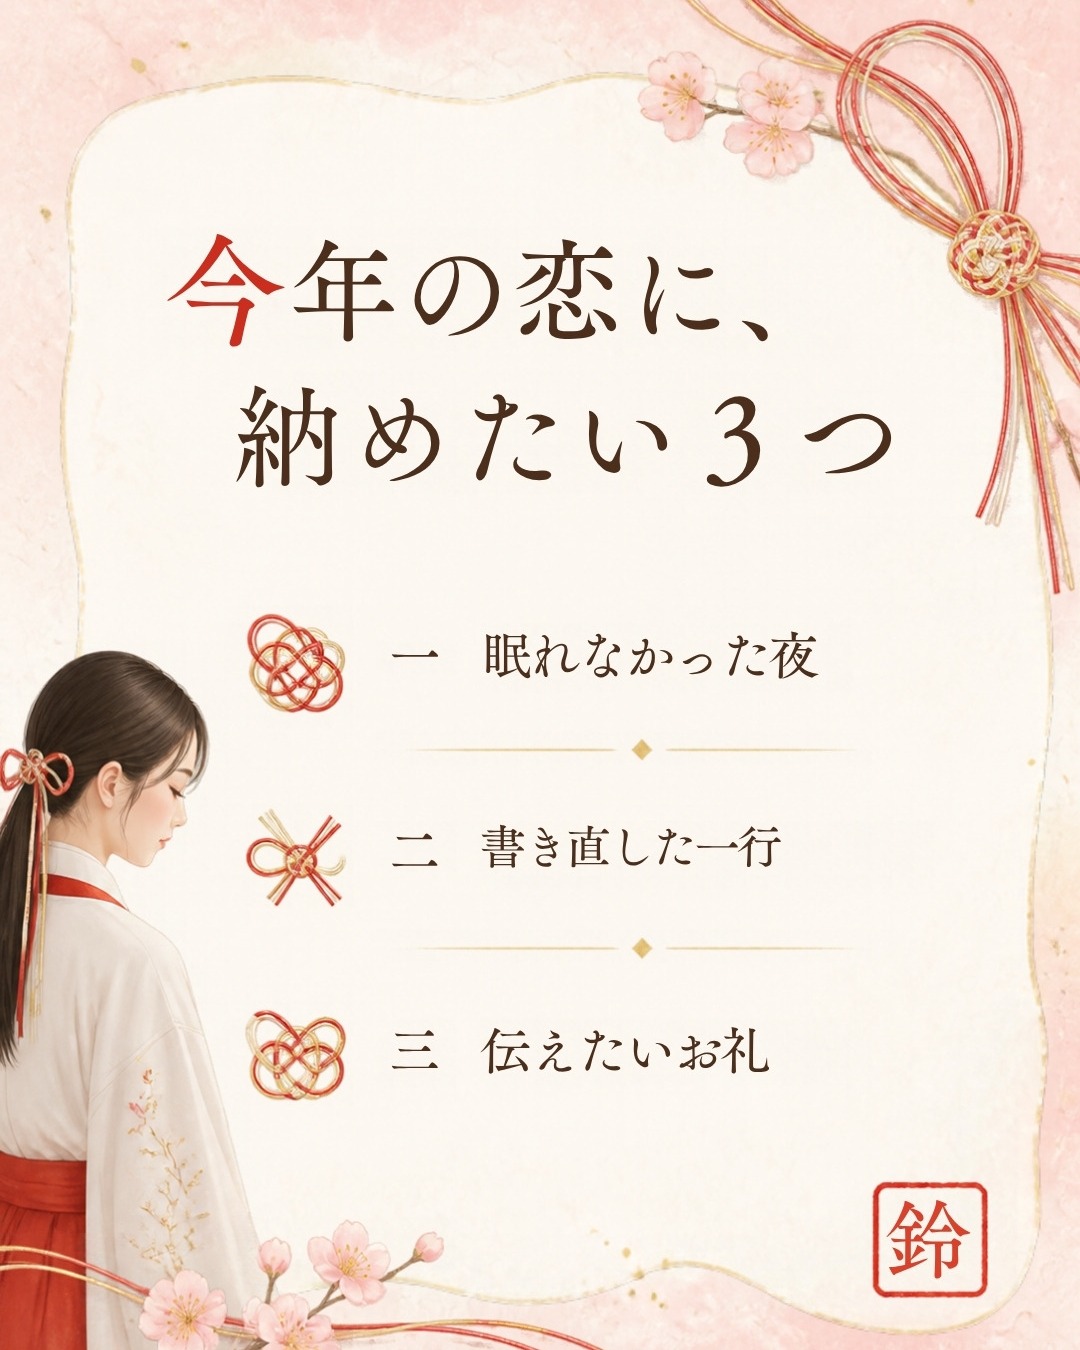 今年の恋に、
納めたい3つ
一 眠れなかった夜
二 書き直した一行
三 伝えたいお礼
鈴